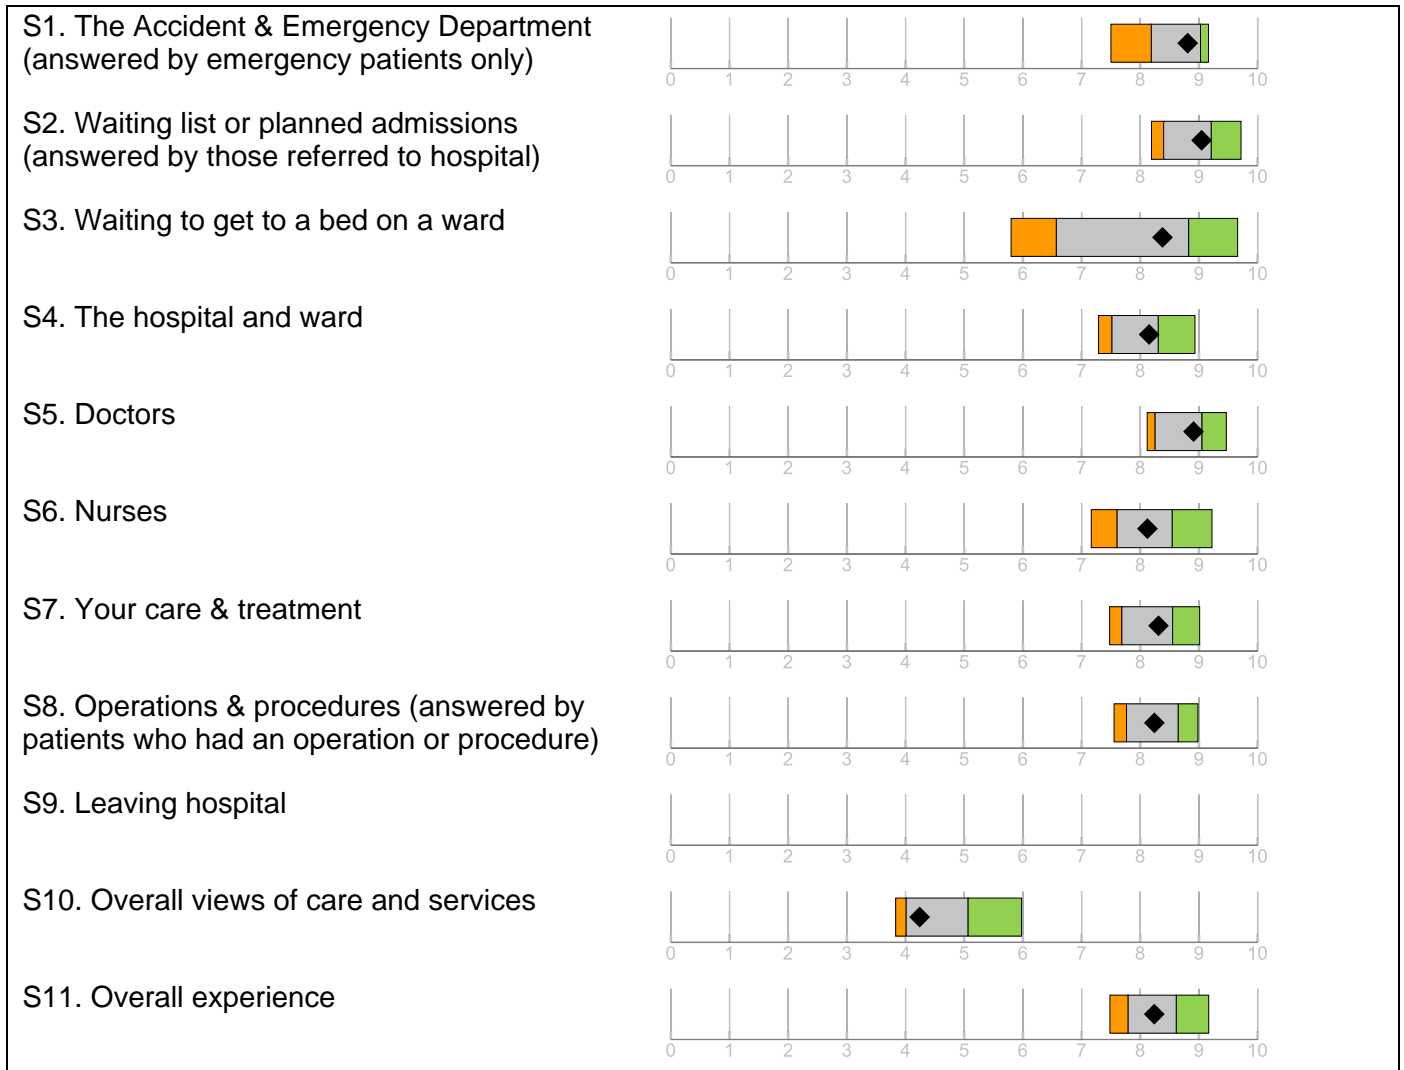 S1. The Accident & Emergency Department
(answered by emergency patients only)
0 1 2 3 4 5 6 7 8 9 10
S2. Waiting list or planned admissions
(answered by those referred to hospital)
0 1 2 3 4 5 6 7 8 9 10
S3. Waiting to get to a bed on a ward
0 1 2 3 4 5 6 7 8 9 10
S4. The hospital and ward
0 1 2 3 4 5 6 7 8 9 10
S5. Doctors
0 1 2 3 4 5 6 7 8 9 10
S6. Nurses
0 1 2 3 4 5 6 7 8 9 10
S7. Your care & treatment
0 1 2 3 4 5 6 7 8 9 10
S8. Operations & procedures (answered by
patients who had an operation or procedure)
0 1 2 3 4 5 6 7 8 9 10
S9. Leaving hospital
0 1 2 3 4 5 6 7 8 9 10
S10. Overall views of care and services
0 1 2 3 4 5 6 7 8 9 10
S11. Overall experience
0 1 2 3 4 5 6 7 8 9 10